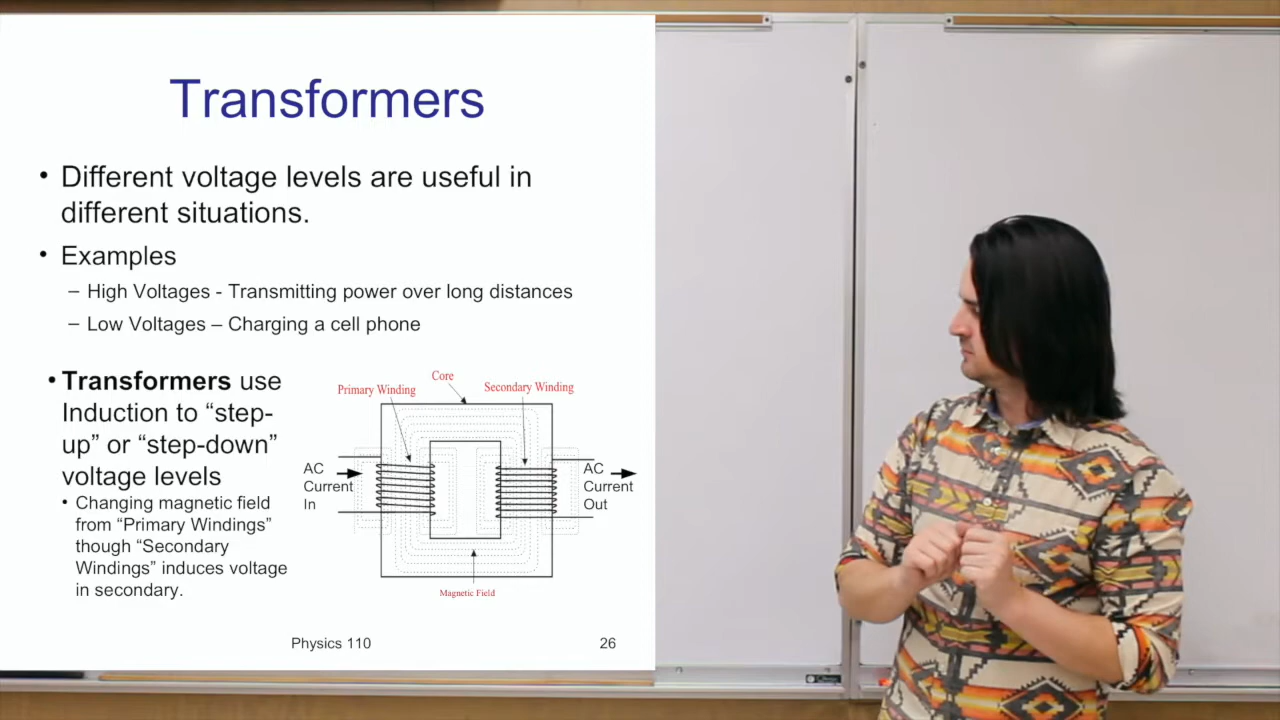 Transformers
• Different voltage levels are useful in
different situations.
• Examples
– High Voltages - Transmitting power over long distances
– Low Voltages – Charging a cell phone
• Transformers use
Induction to “step-
up” or “step-down”
voltage levels
• Changing magnetic field
from “Primary Windings”
though “Secondary
Windings” induces voltage
in secondary.
Core
Primary Winding
Secondary Winding
AC
Current
In
AC
Current
Out
Magnetic Field
Physics 110
26